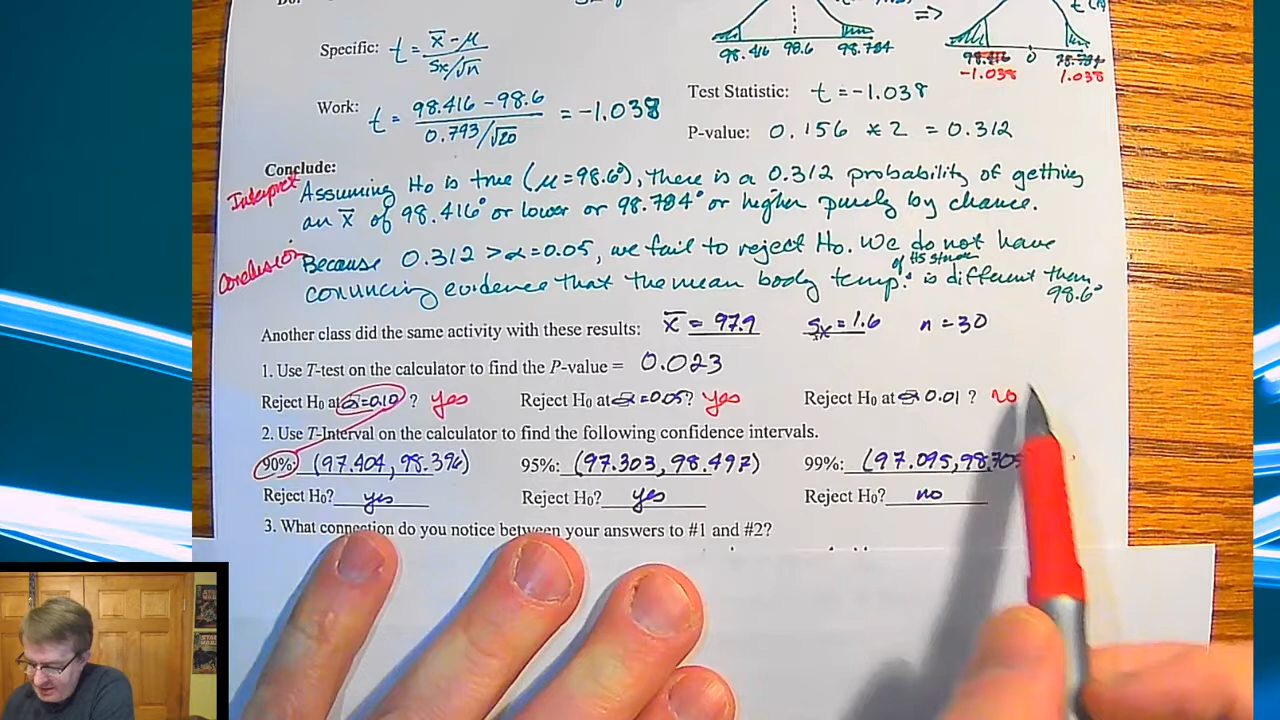 98.416 98.6 98.784
=>
t
98.416 0 98.784
-1.038 1.038
Specific: t = x̄ - μ / sx/√n
Test Statistic: t = -1.038
Work: t = 98.416 - 98.6 / 0.793/√20 = -1.038
P-value: 0.156 * 2 = 0.312
Conclude:
Interpret Assuming Ho is true (μ=98.6°), there is a 0.312 probability of getting
an x̄ of 98.416° or lower or 98.784° or higher purely by chance.
Conclusion Because 0.312 > α = 0.05, we fail to reject Ho. We do not have
of HS
convincing evidence that the mean body temp. is different than
98.6°
Another class did the same activity with these results: x̄ = 97.9 sx = 1.6 n = 30
1. Use T-test on the calculator to find the P-value = 0.023
Reject H0 at α=0.10 ? yes Reject H0 at α=0.05? yes Reject H0 at α 0.01 ? no
2. Use T-Interval on the calculator to find the following confidence intervals.
90%: (97.404, 98.396) 95%: (97.303, 98.497) 99%: (97.095, 98.705
Reject H0? yes Reject H0? yes Reject H0? no
3. What connection do you notice between your answers to #1 and #2?
STAR WARS